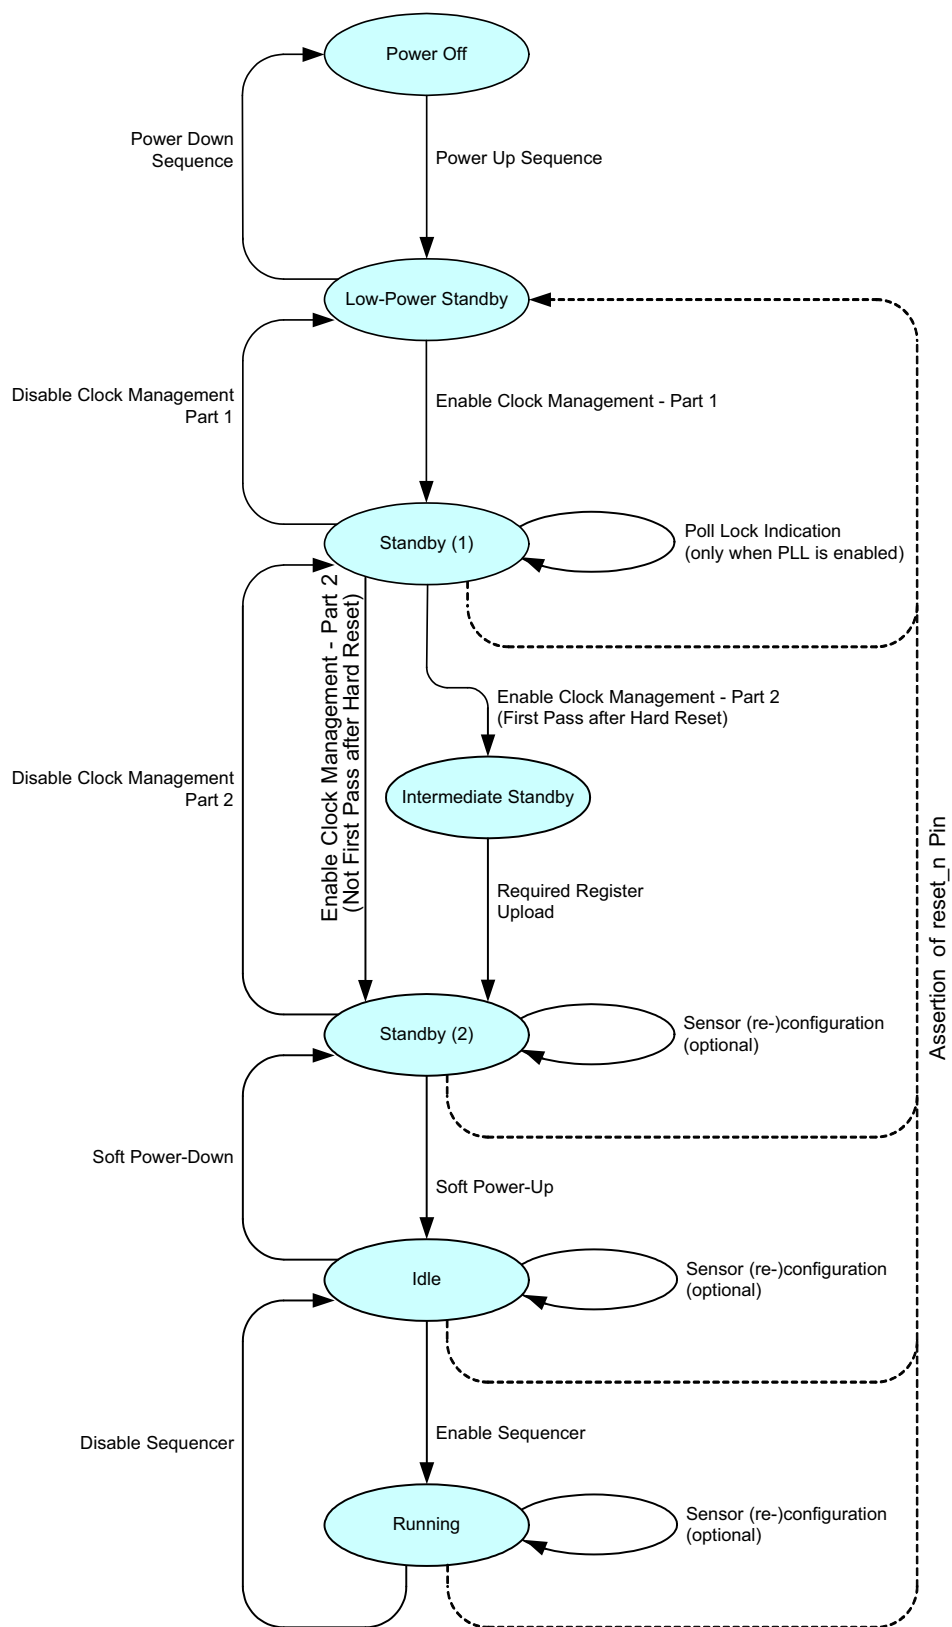 Power Off
Power Down
Sequence
Power Up Sequence
Low-Power Standby
Disable Clock Management
Part 1
Enable Clock Management - Part 1
Standby (1)
Poll Lock Indication
(only when PLL is enabled)
Enable Clock Management - Part 2
(Not First Pass after Hard Reset)
Enable Clock Management - Part 2
(First Pass after Hard Reset)
Disable Clock Management
Part 2
Intermediate Standby
Required Register
Upload
Assertion of reset_n Pin
Standby (2)
Sensor (re-)configuration
(optional)
Soft Power-Down
Soft Power-Up
Idle
Sensor (re-)configuration
(optional)
Disable Sequencer
Enable Sequencer
Running
Sensor (re-)configuration
(optional)